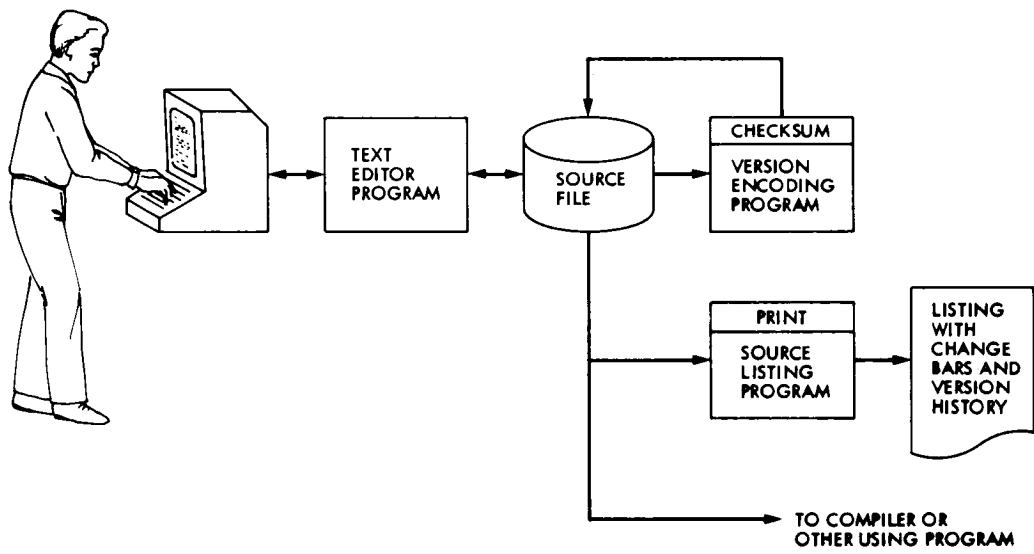 TEXT
EDITOR
PROGRAM
SOURCE
FILE
CHECKSUM
VERSION
ENCODING
PROGRAM
PRINT
SOURCE
LISTING
PROGRAM
LISTING
WITH
CHANGE
BARS AND
VERSION
HISTORY
TO COMPILER OR
OTHER USING PROGRAM